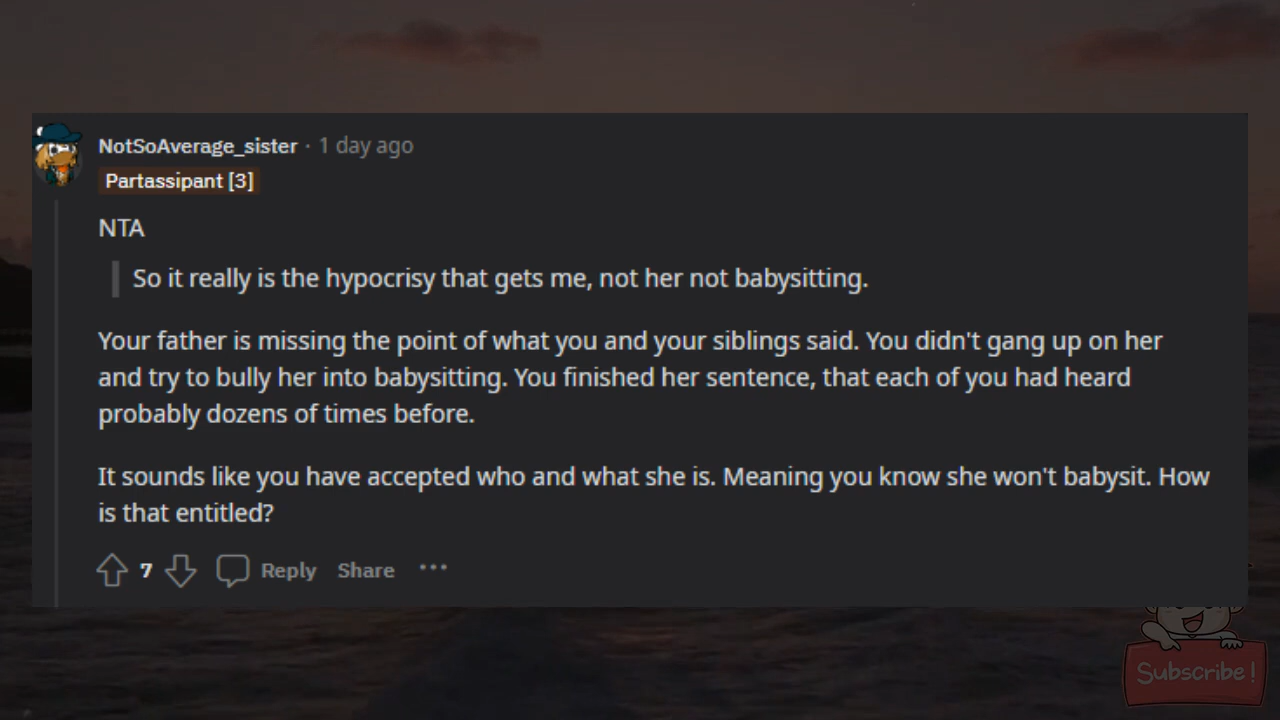 NotSoAverage_sister · 1 day ago
Partassipant [3]
NTA
So it really is the hypocrisy that gets me, not her not babysitting.
Your father is missing the point of what you and your siblings said. You didn't gang up on her
and try to bully her into babysitting. You finished her sentence, that each of you had heard
probably dozens of times before.
It sounds like you have accepted who and what she is. Meaning you know she won't babysit. How
is that entitled?
7 Reply Share ···
Subscribe!